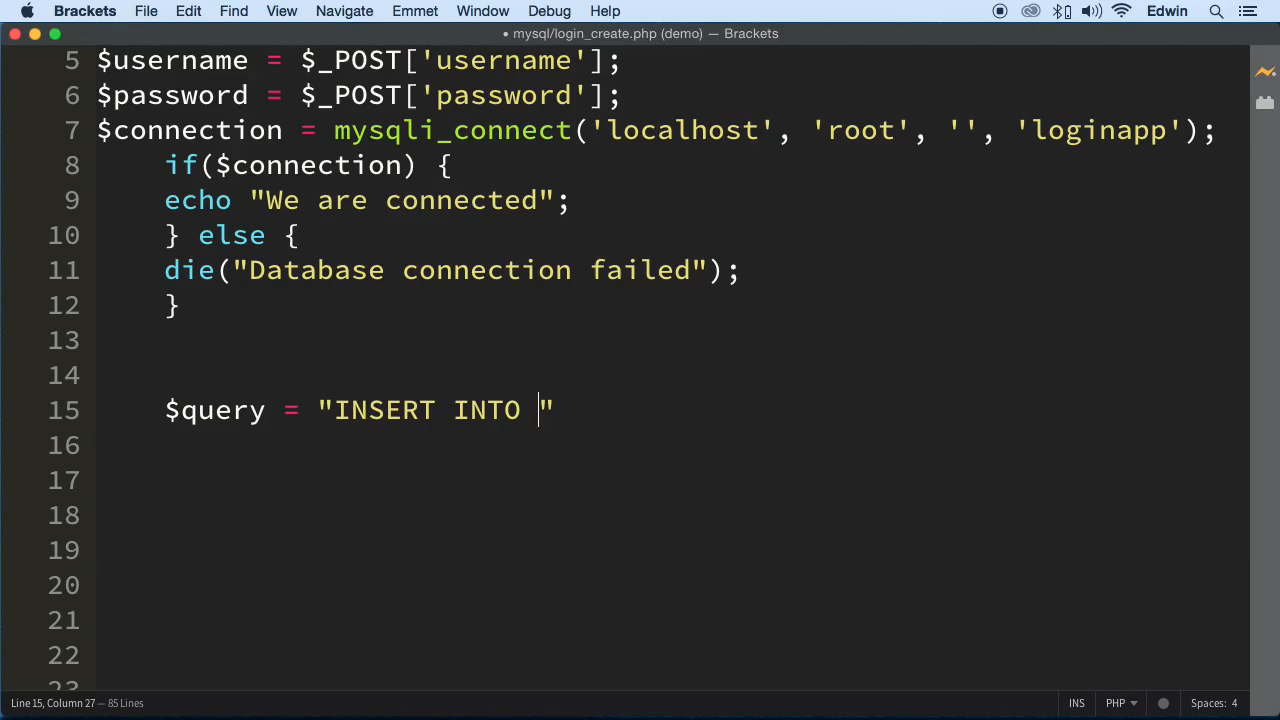 Brackets File Edit Find View Navigate Emmet Window Debug Help Edwin
• mysql/login_create.php (demo) — Brackets
5 $username = $_POST['username'];
6 $password = $_POST['password'];
7 $connection = mysqli_connect('localhost', 'root', '', 'loginapp');
8 if($connection) {
9 echo "We are connected";
10 } else {
11 die("Database connection failed");
12 }
13
14
15 $query = "INSERT INTO "
16
17
18
19
20
21
22
23
Line 15, Column 27 — 85 Lines INS PHP Spaces: 4